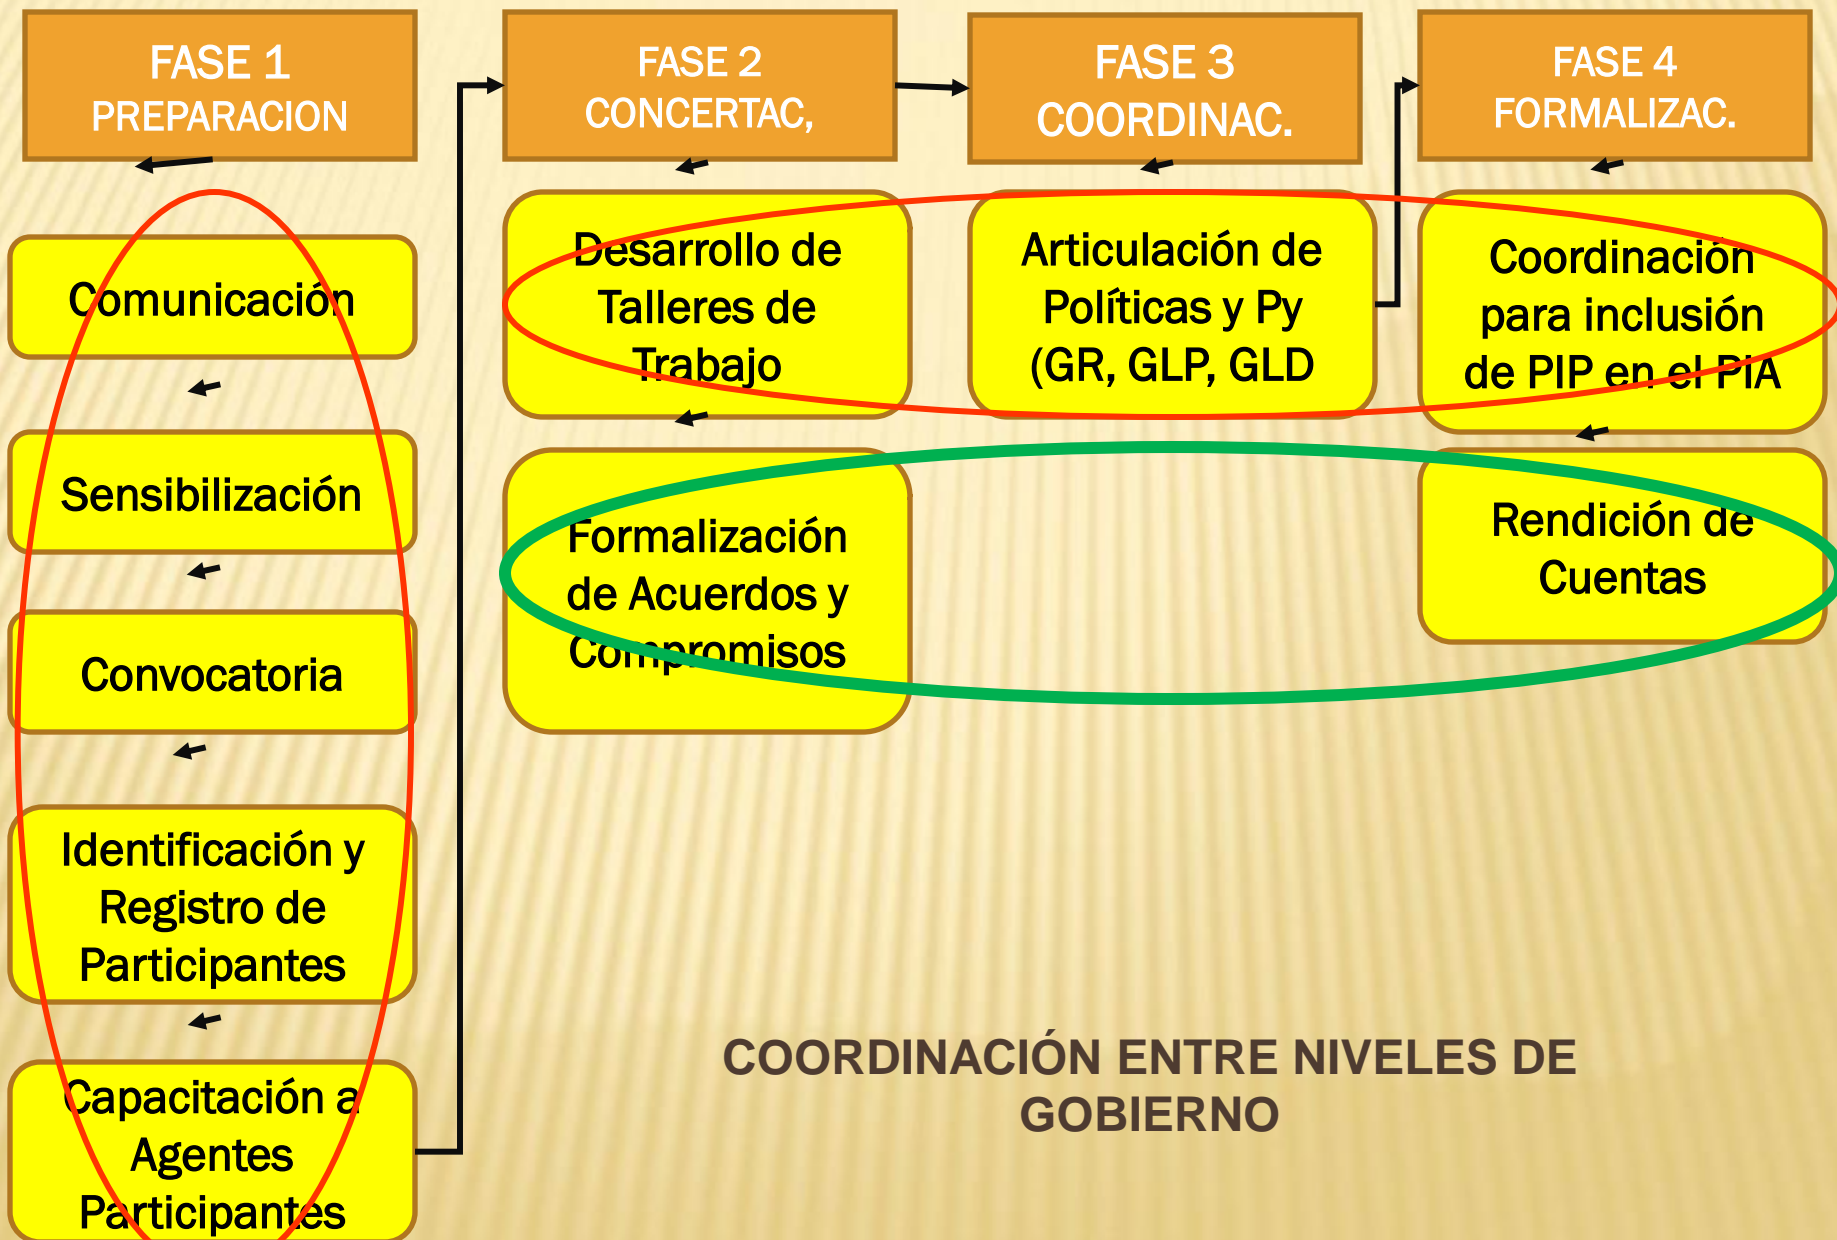 FASE 1
PREPARACION
Comunicación
Sensibilización
Convocatoria
Identificación y
Registro de
Participantes
Capacitación a
Agentes
Participantes
FASE 2
CONCERTAC,
Desarrollo de
Talleres de
Trabajo
Formalización
de Acuerdos y
Compromisos
FASE 3
COORDINAC.
Articulación de
Políticas y Py
(GR, GLP, GLD
FASE 4
FORMALIZAC.
Coordinación
para inclusión
de PIP en el PIA
Rendición de
Cuentas
COORDINACIÓN ENTRE NIVELES DE
GOBIERNO